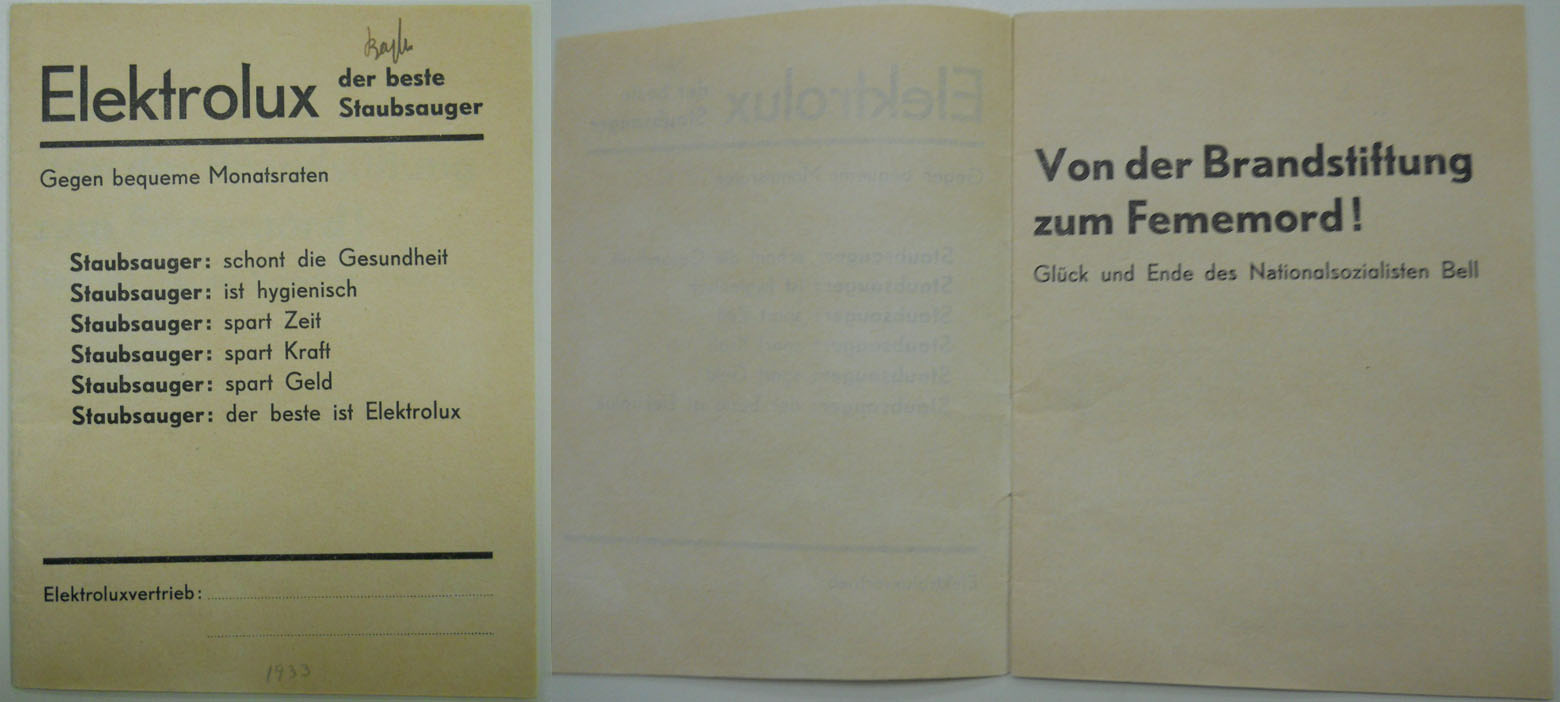 Elektrolux
der beste
Staubsauger
Gegen bequeme Monatsraten
Staubsauger: schont die Gesundheit
Staubsauger: ist hygienisch
Staubsauger: spart Zeit
Staubsauger: spart Kraft
Staubsauger: spart Geld
Staubsauger: der beste ist Elektrolux
Elektroluxvertrieb:
1933
Von der Brandstiftung
zum Fememord!
Glück und Ende des Nationalsozialisten Bell